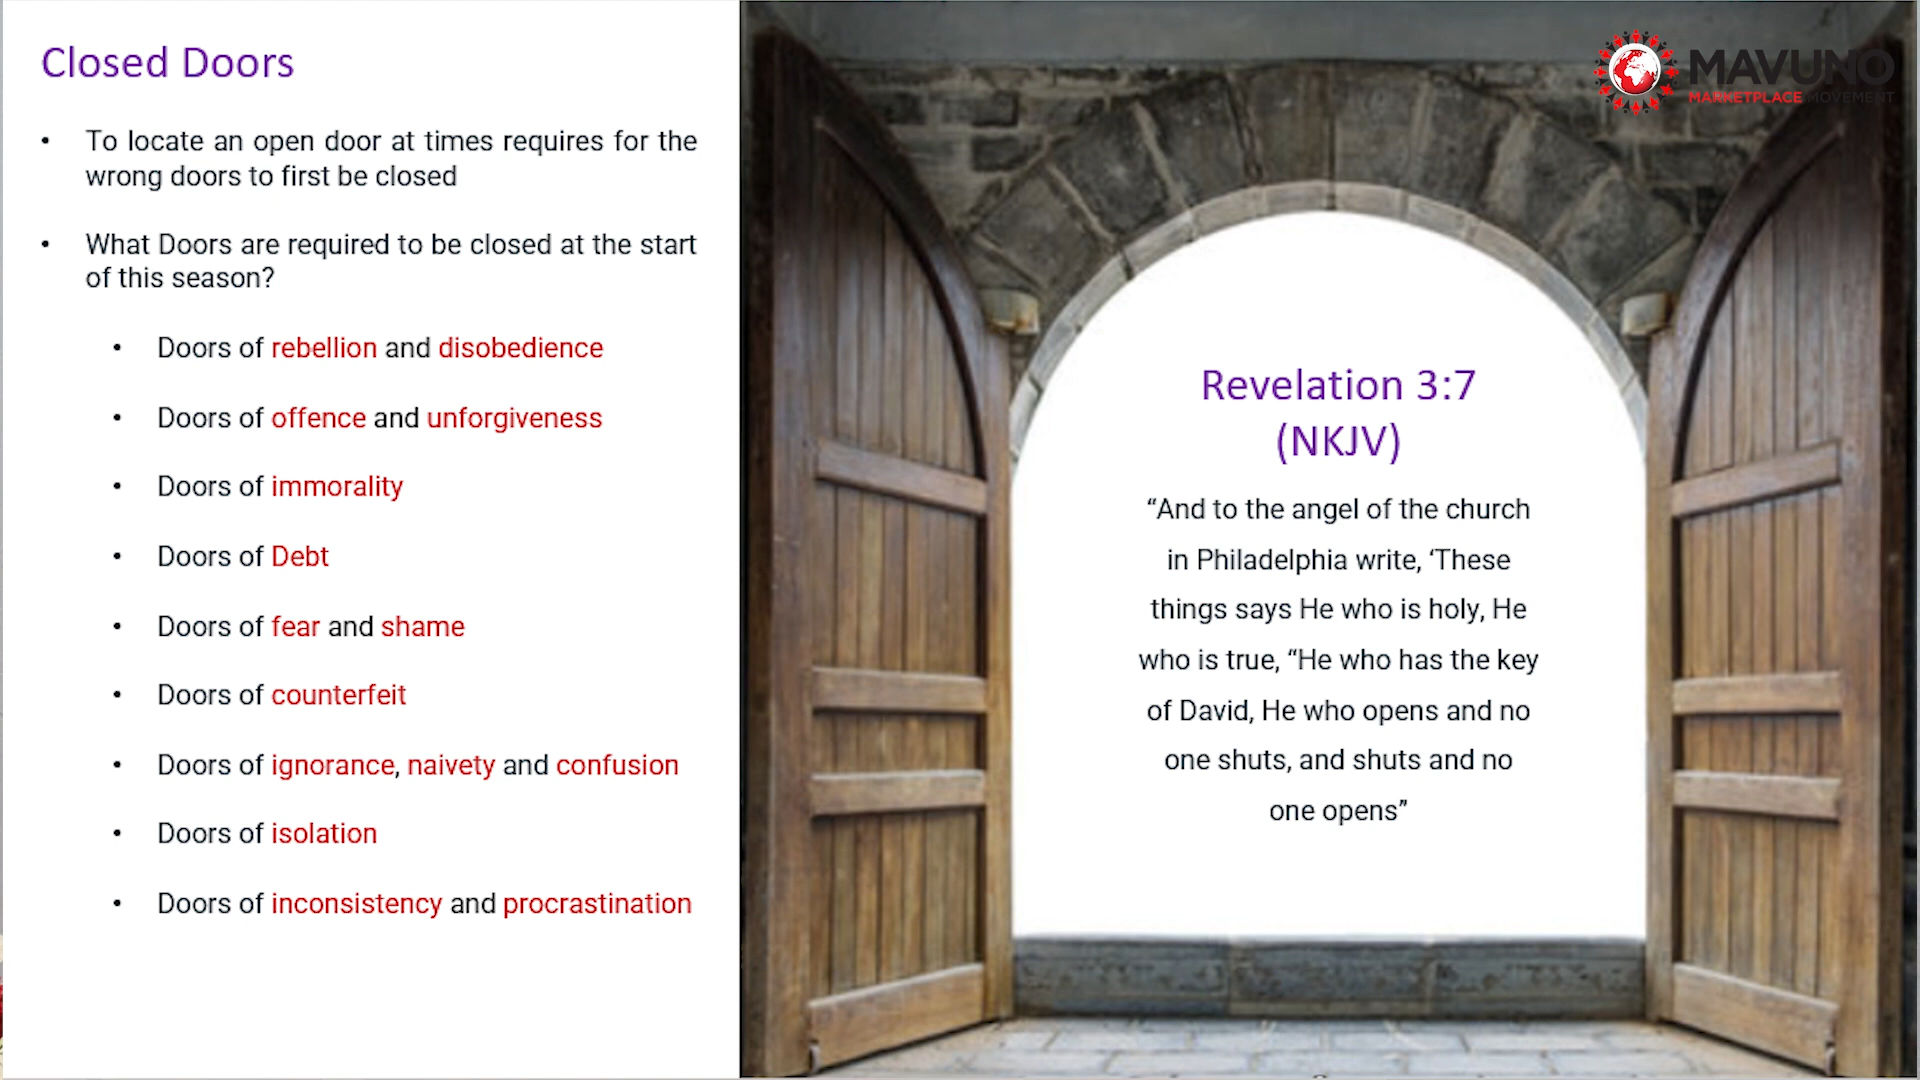 Closed Doors
• To locate an open door at times requires for the
wrong doors to first be closed
• What Doors are required to be closed at the start
of this season?
• Doors of rebellion and disobedience
• Doors of offence and unforgiveness
• Doors of immorality
• Doors of Debt
• Doors of fear and shame
• Doors of counterfeit
• Doors of ignorance, naivety and confusion
• Doors of isolation
• Doors of inconsistency and procrastination
MAVUNO
MARKETPLACE MOVEMENT
Revelation 3:7
(NKJV)
“And to the angel of the church
in Philadelphia write, ‘These
things says He who is holy, He
who is true, “He who has the key
of David, He who opens and no
one shuts, and shuts and no
one opens”